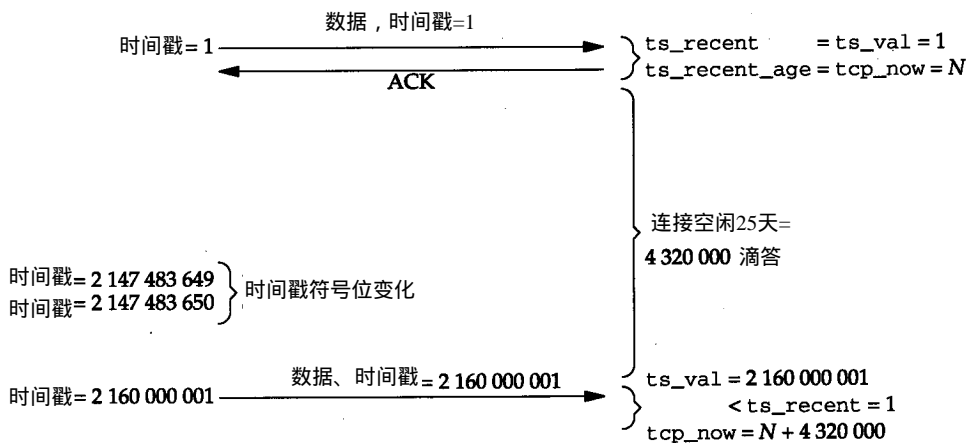 数据，时间戳=1
时间戳= 1
ts_recent = ts_val = 1
ts_recent_age = tcp_now = N
ACK
连接空闲25天=
4 320 000 滴答
时间戳= 2 147 483 649
时间戳= 2 147 483 650
时间戳符号位变化
数据、时间戳= 2 160 000 001
时间戳= 2 160 000 001
ts_val = 2 160 000 001
< ts_recent = 1
tcp_now = N + 4 320 000